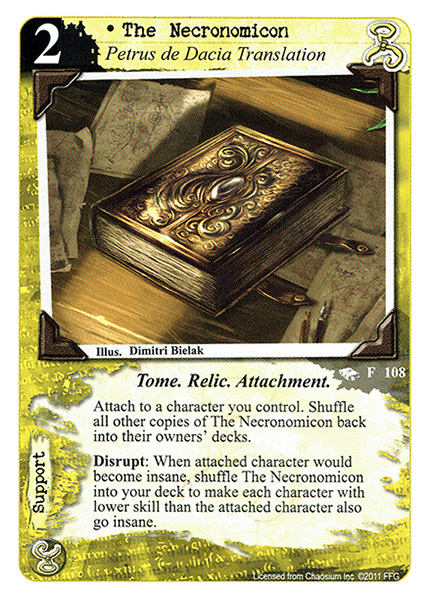 2
• The Necronomicon
Petrus de Dacia Translation
Illus. Dimitri Bielak
F 108
Tome. Relic. Attachment.
Attach to a character you control. Shuffle
all other copies of The Necronomicon back
into their owners' decks.
Disrupt: When attached character would
become insane, shuffle The Necronomicon
into your deck to make each character with
lower skill than the attached character also
go insane.
Support
Licensed from Chaosium Inc. ©2011 FFG